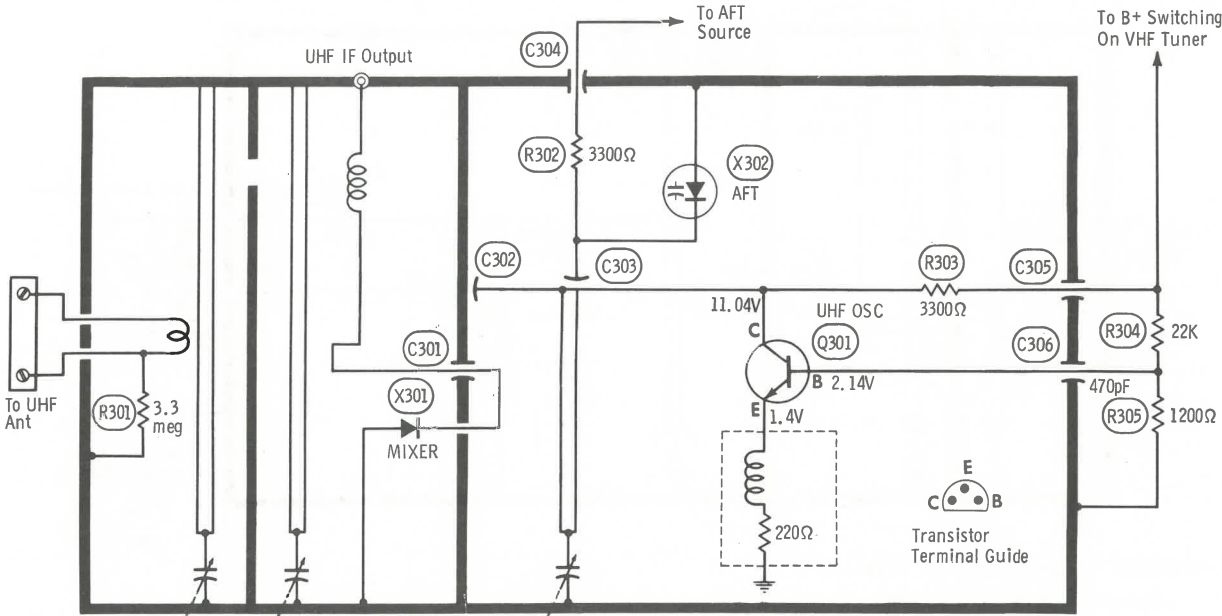 To AFT
Source
To B+ Switching
On VHF Tuner
C304
UHF IF Output
R302
3300Ω
X302
AFT
C302
C303
R303
C305
11.04V
UHF OSC
3300Ω
C
Q301
C306
R304
22K
C301
B
2.14V
470pF
X301
E
1.4V
R305
1200Ω
To UHF
Ant
R301
3.3
meg
MIXER
E
C
B
220Ω
Transistor
Terminal Guide